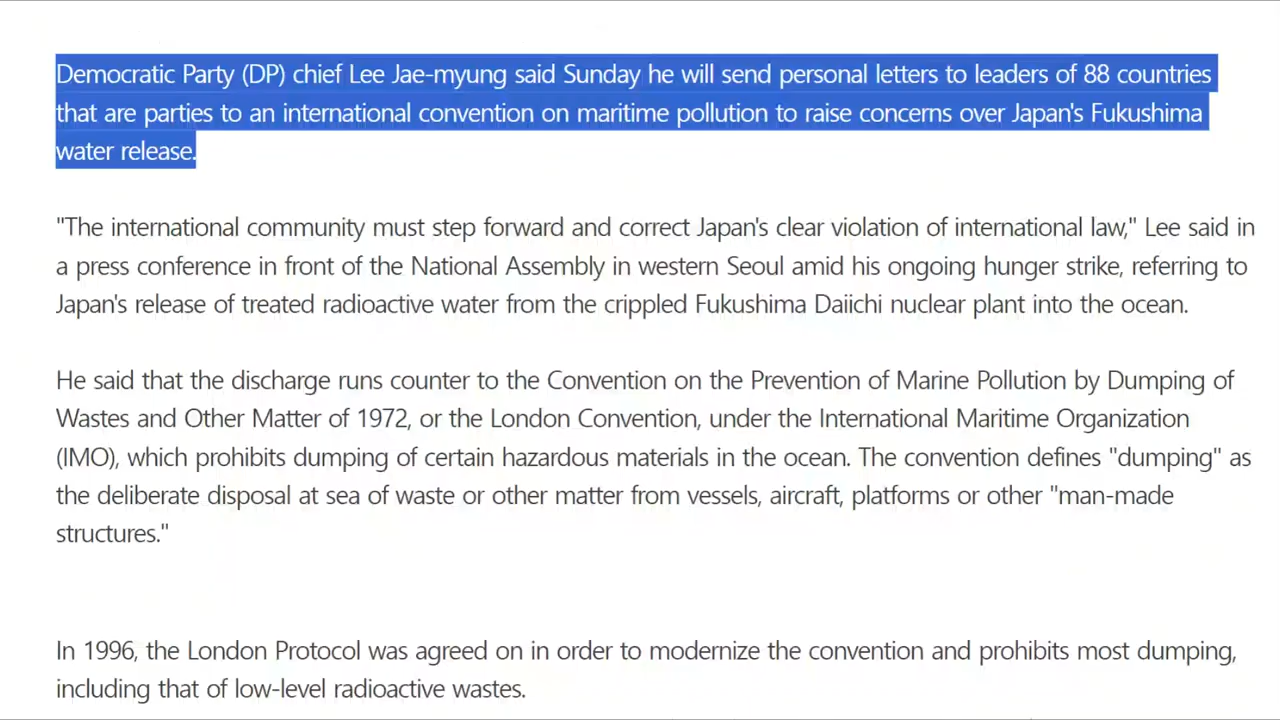 Democratic Party (DP) chief Lee Jae-myung said Sunday he will send personal letters to leaders of 88 countries
that are parties to an international convention on maritime pollution to raise concerns over Japan's Fukushima
water release.
"The international community must step forward and correct Japan's clear violation of international law," Lee said in
a press conference in front of the National Assembly in western Seoul amid his ongoing hunger strike, referring to
Japan's release of treated radioactive water from the crippled Fukushima Daiichi nuclear plant into the ocean.
He said that the discharge runs counter to the Convention on the Prevention of Marine Pollution by Dumping of
Wastes and Other Matter of 1972, or the London Convention, under the International Maritime Organization
(IMO), which prohibits dumping of certain hazardous materials in the ocean. The convention defines "dumping" as
the deliberate disposal at sea of waste or other matter from vessels, aircraft, platforms or other "man-made
structures."
In 1996, the London Protocol was agreed on in order to modernize the convention and prohibits most dumping,
including that of low-level radioactive wastes.